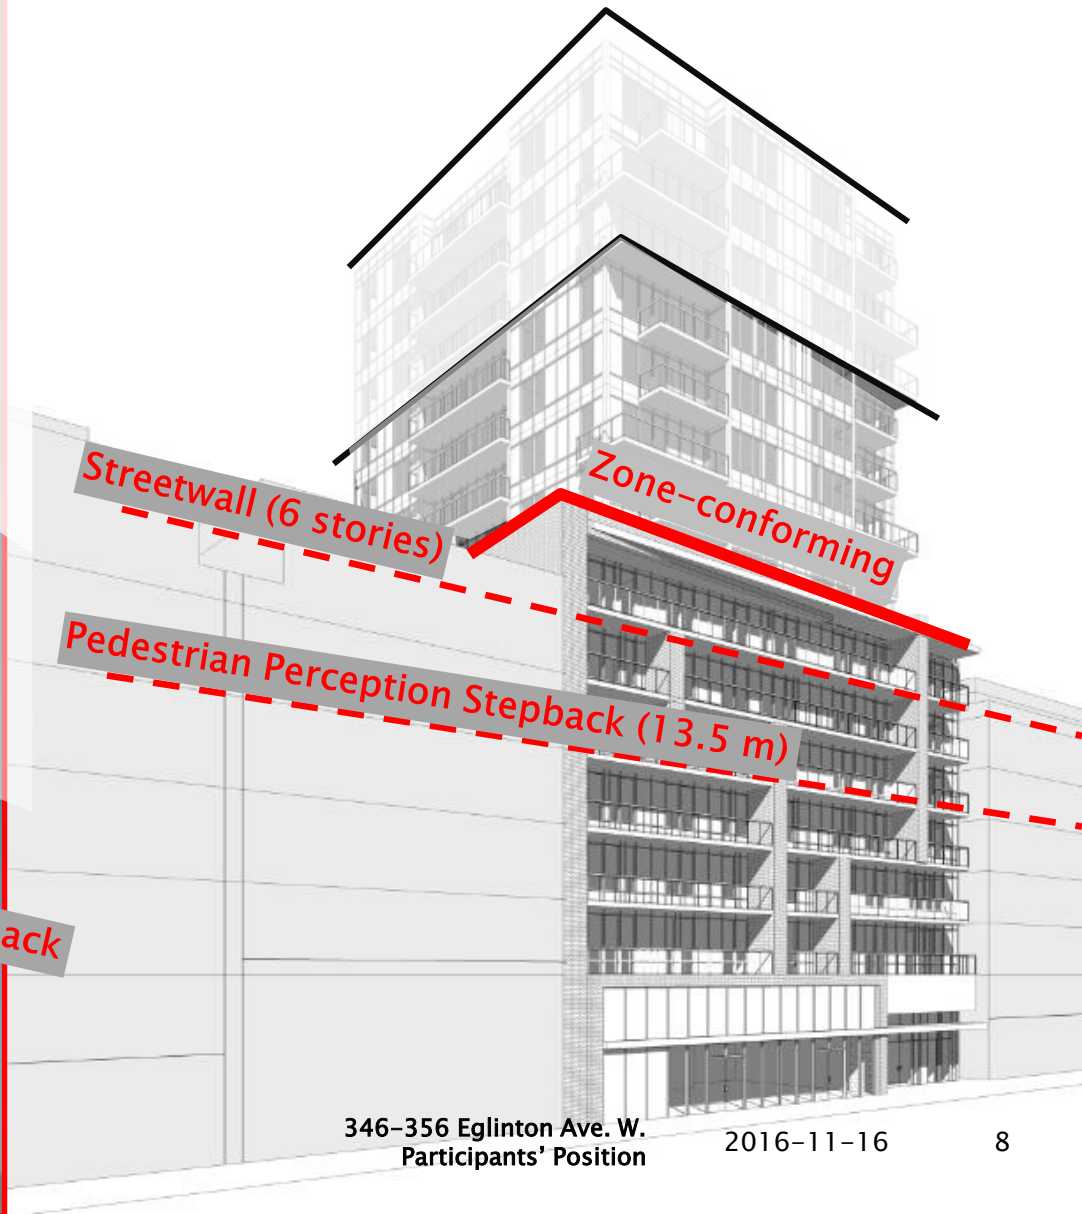 Zone-conforming
Streetwall (6 stories)
Pedestrian Perception Stepback (13.5 m)
ack
346-356 Eglinton Ave. W.
Participants’ Position
2016-11-16
8